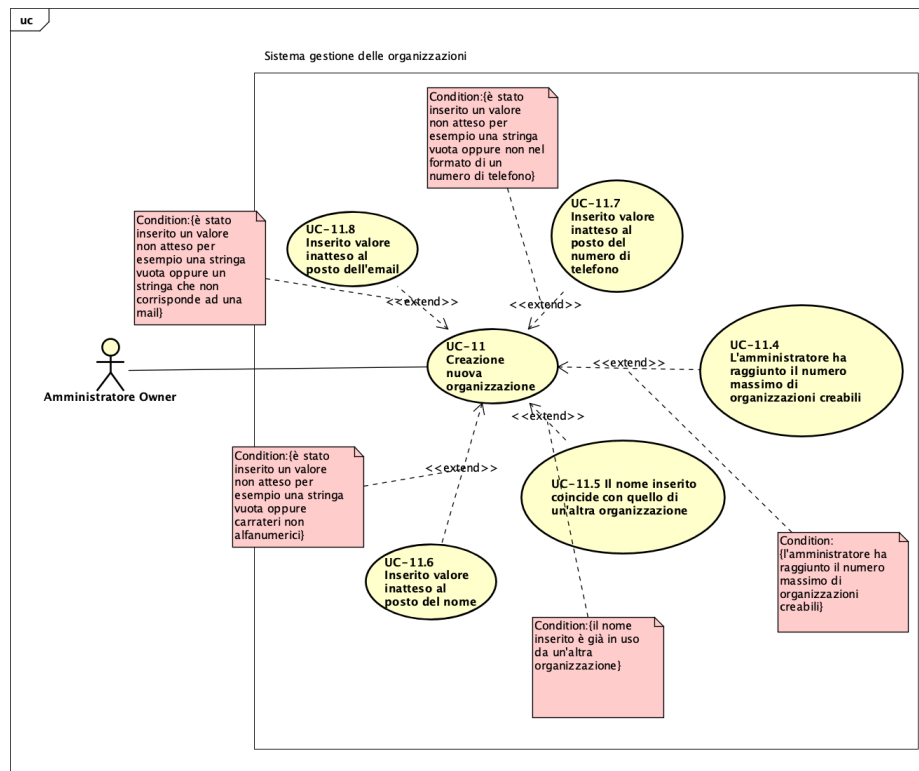 uc
Sistema gestione delle organizzazioni
Condition:{è stato
inserito un valore
non atteso per
esempio una stringa
vuota oppure non nel
formato di un
numero di telefono}
UC-11.7
Inserito valore
inatteso al
posto del
numero di
telefono
UC-11.8
Inserito valore
inatteso al
posto dell'email
Condition:{è stato
inserito un valore
non atteso per
esempio una stringa
vuota oppure un
stringa che non
corrisponde ad una
mail}
<<extend>>
<<extend>>
UC-11
Creazione
nuova
organizzazione
<<extend>>
UC-11.4
L'amministratore ha
raggiunto il numero
massimo di
organizzazioni creabili
Amministratore Owner
<<extend>>
Condition:{è stato
inserito un valore
non atteso per
esempio una stringa
vuota oppure
carrateri non
alfanumerici}
<<extend>>
UC-11.5 Il nome inserito
coincide con quello di
un'altra organizzazione
UC-11.6
Inserito valore
inatteso al
posto del nome
Condition:
{l'amministratore ha
raggiunto il numero
massimo di
organizzazioni
creabili}
Condition:{il nome
inserito è già in uso
da un'altra
organizzazione}